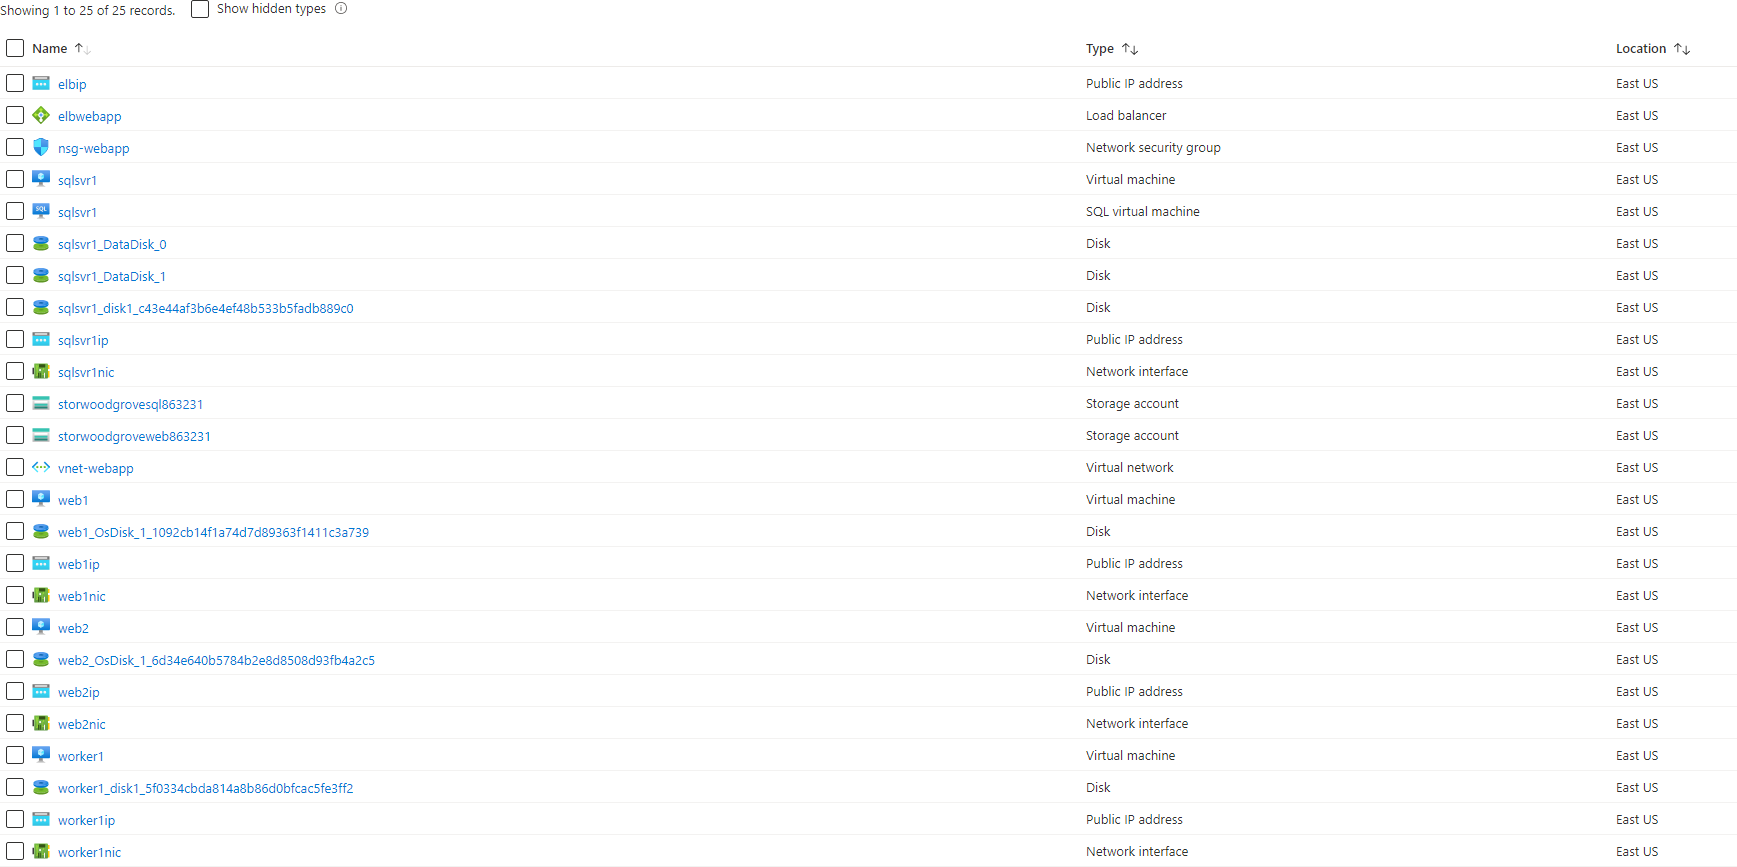 Showing 1 to 25 of 25 records. Show hidden types
Name Type Location
elbip Public IP address East US
elbwebapp Load balancer East US
nsg-webapp Network security group East US
sqlsvr1 Virtual machine East US
SQL sqlsvr1 SQL virtual machine East US
sqlsvr1_DataDisk_0 Disk East US
sqlsvr1_DataDisk_1 Disk East US
sqlsvr1_disk1_c43e44af3b6e4ef48b533b5fadb889c0 Disk East US
sqlsvr1ip Public IP address East US
sqlsvr1nic Network interface East US
storwoodgrovesql863231 Storage account East US
storwoodgroveweb863231 Storage account East US
vnet-webapp Virtual network East US
web1 Virtual machine East US
web1_OsDisk_1_1092cb14f1a74d7d89363f1411c3a739 Disk East US
web1ip Public IP address East US
web1nic Network interface East US
web2 Virtual machine East US
web2_OsDisk_1_6d34e640b5784b2e8d8508d93fb4a2c5 Disk East US
web2ip Public IP address East US
web2nic Network interface East US
worker1 Virtual machine East US
worker1_disk1_5f0334cbda814a8b86d0bfcac5fe3ff2 Disk East US
worker1ip Public IP address East US
worker1nic Network interface East US